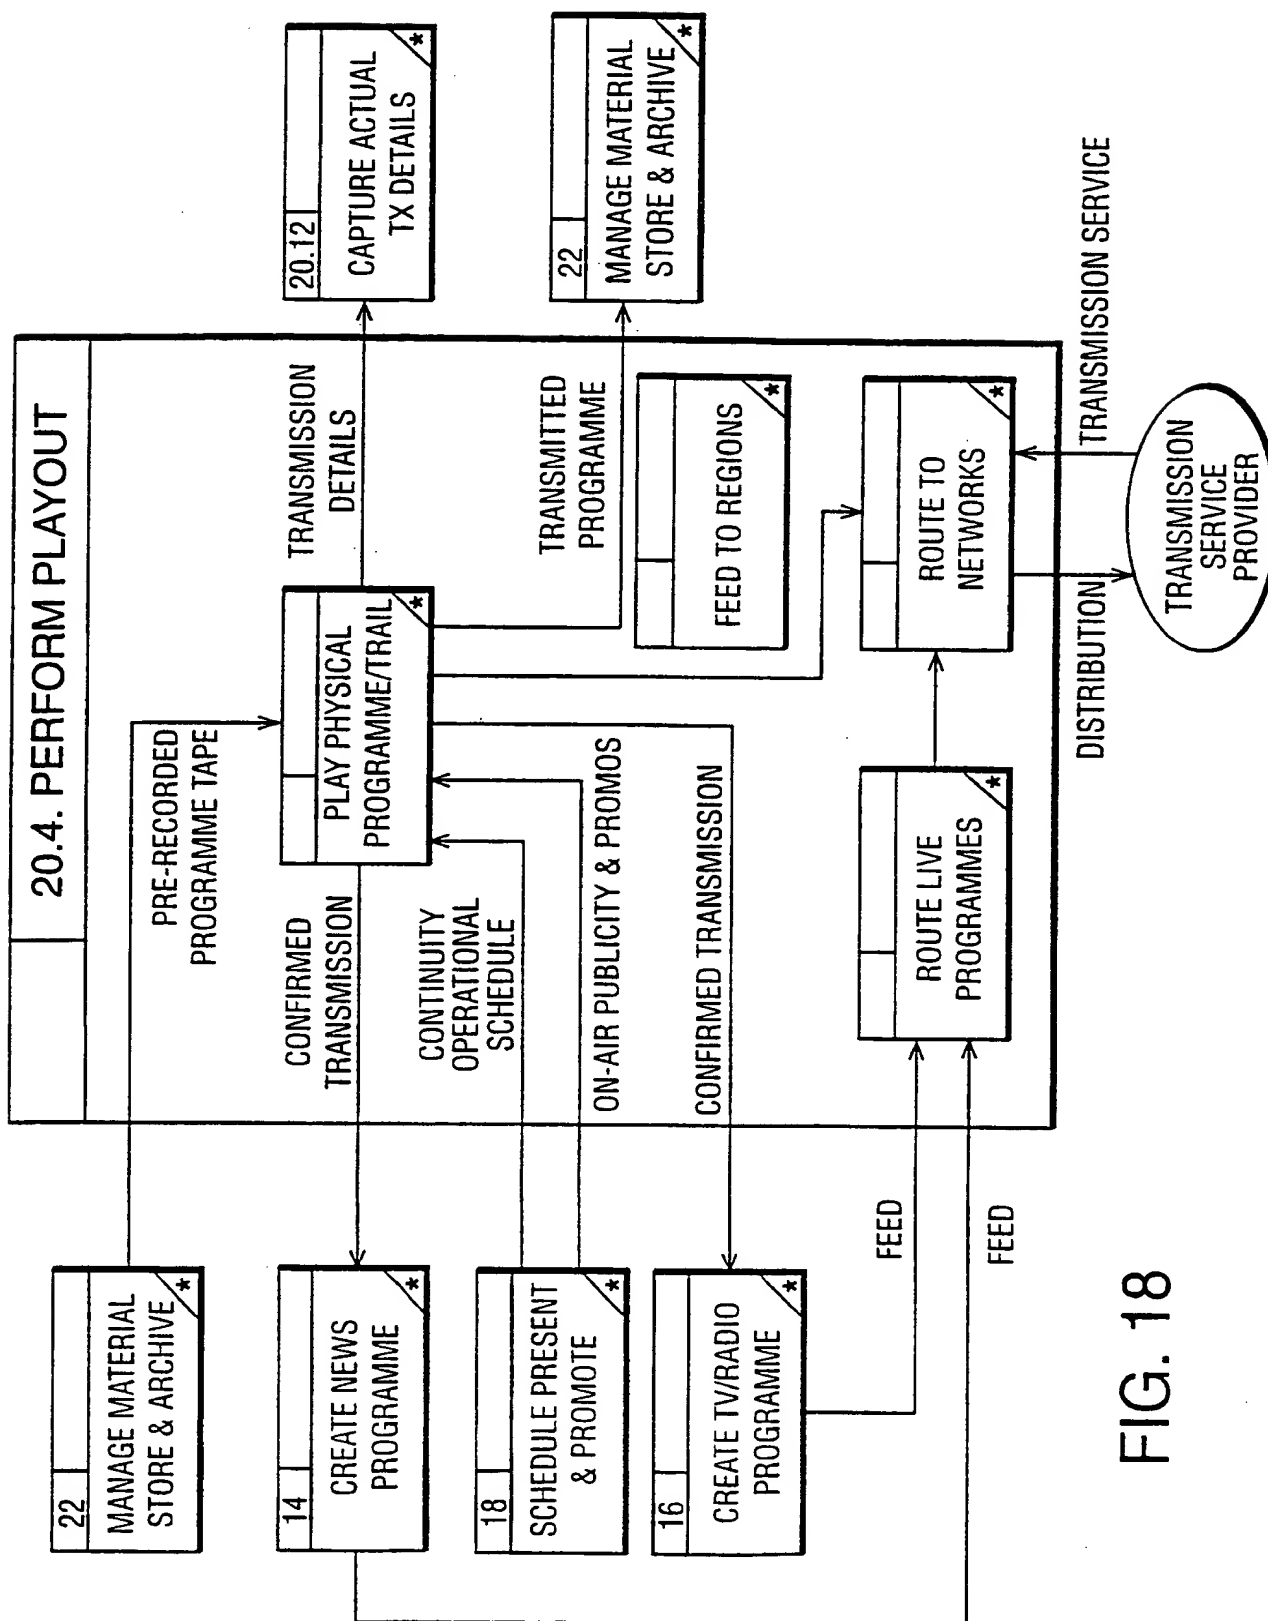 20.4. PERFORM PLAYOUT
22
MANAGE MATERIAL
STORE & ARCHIVE
*
PRE-RECORDED
PROGRAMME TAPE
14
CREATE NEWS
PROGRAMME
*
CONFIRMED
TRANSMISSION
18
SCHEDULE PRESENT
& PROMOTE
*
CONTINUITY
OPERATIONAL
SCHEDULE
ON-AIR PUBLICITY & PROMOS
16
CREATE TV/RADIO
PROGRAMME
*
CONFIRMED TRANSMISSION
FEED
FEED
PLAY PHYSICAL
PROGRAMME/TRAIL
*
TRANSMISSION
DETAILS
20.12
CAPTURE ACTUAL
TX DETAILS
*
TRANSMITTED
PROGRAMME
22
MANAGE MATERIAL
STORE & ARCHIVE
*
FEED TO REGIONS
*
ROUTE LIVE
PROGRAMMES
*
ROUTE TO
NETWORKS
*
DISTRIBUTION
TRANSMISSION SERVICE
TRANSMISSION
SERVICE
PROVIDER
FIG. 18